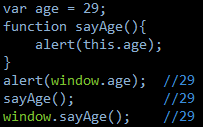 var age = 29;
function sayAge(){
    alert(this.age);
}
alert(window.age);  //29
sayAge();           //29
window.sayAge();    //29